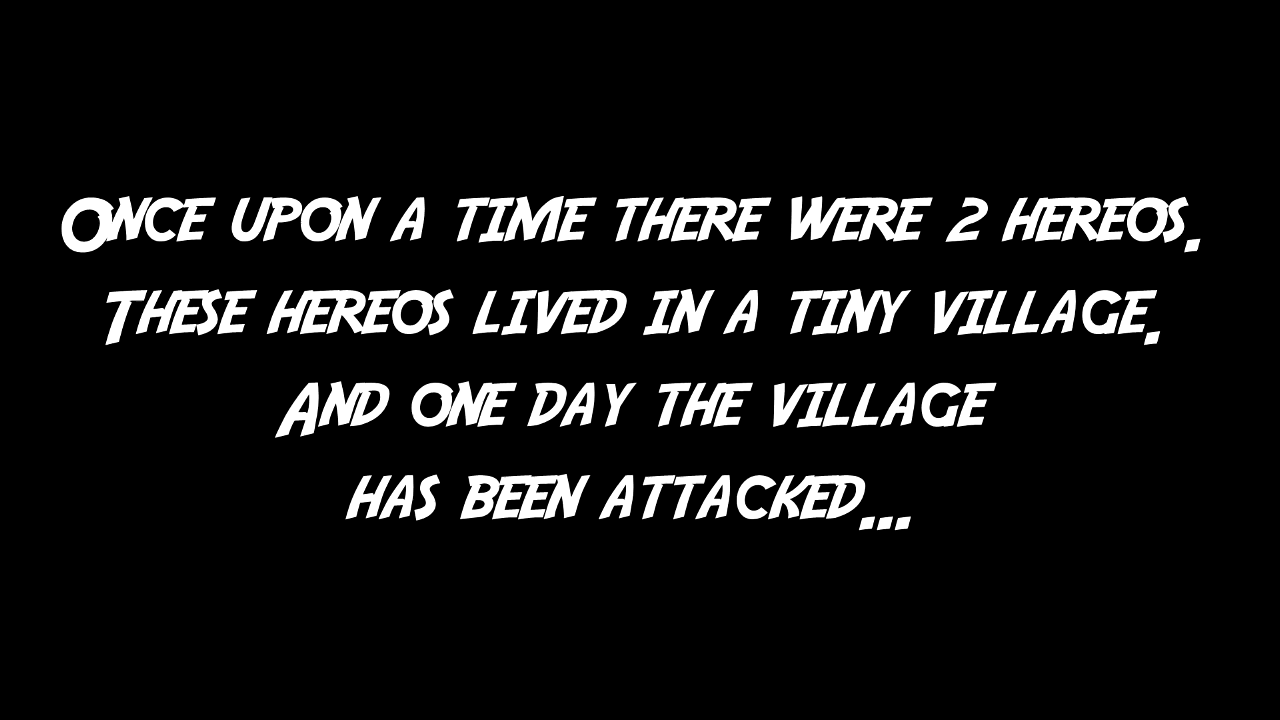 Once upon a time there were 2 hereos.
These hereos lived in a tiny village.
And one day the village
has been attacked...